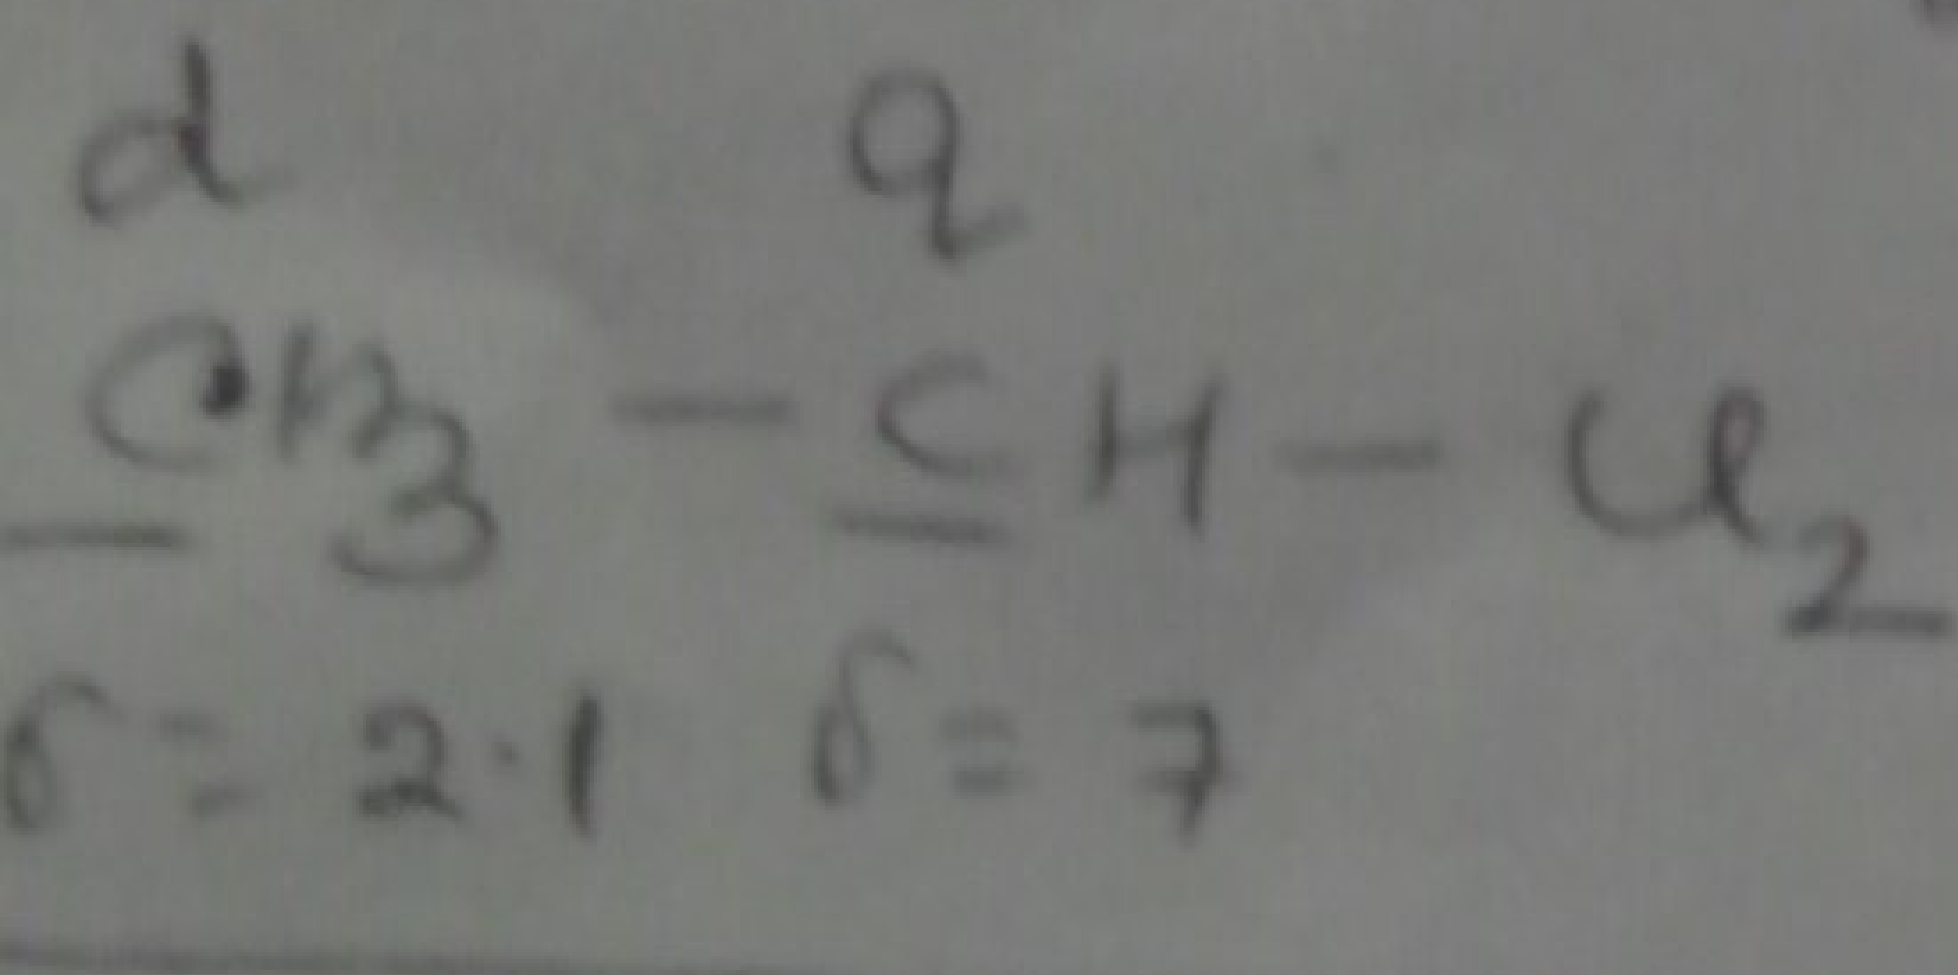 d q
CH3 - CH - Cl2
δ = 2.1 δ = 7